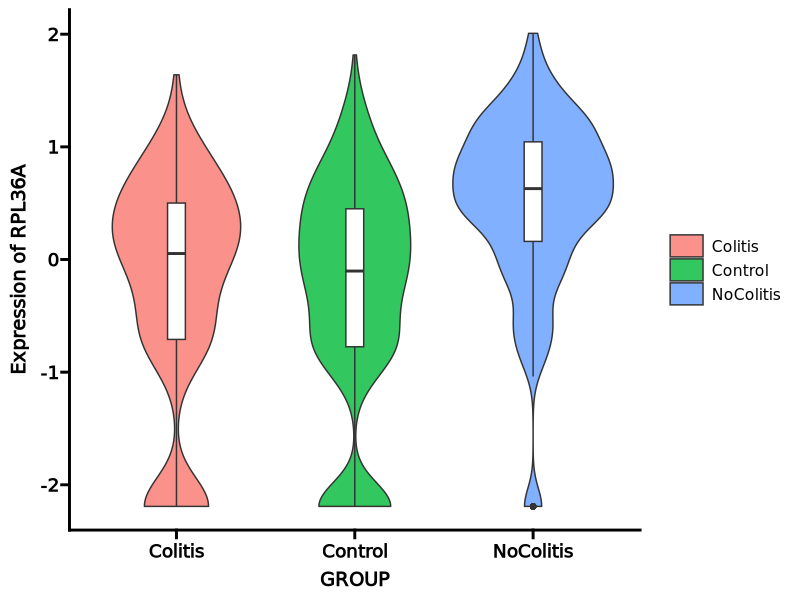 Expression of RPL36A
2
1
0
-1
-2
Colitis
Control
NoColitis
GROUP
Colitis
Control
NoColitis